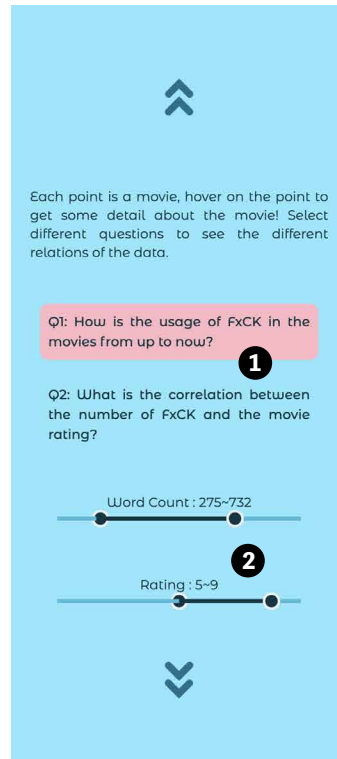 Each point is a movie, hover on the point to
get some detail about the movie! Select
different questions to see the different
relations of the data.
Q1: How is the usage of FxCK in the
movies from up to now?
1
Q2: What is the correlation between
the number of FxCK and the movie
rating?
Word Count : 275~732
2
Rating : 5~9